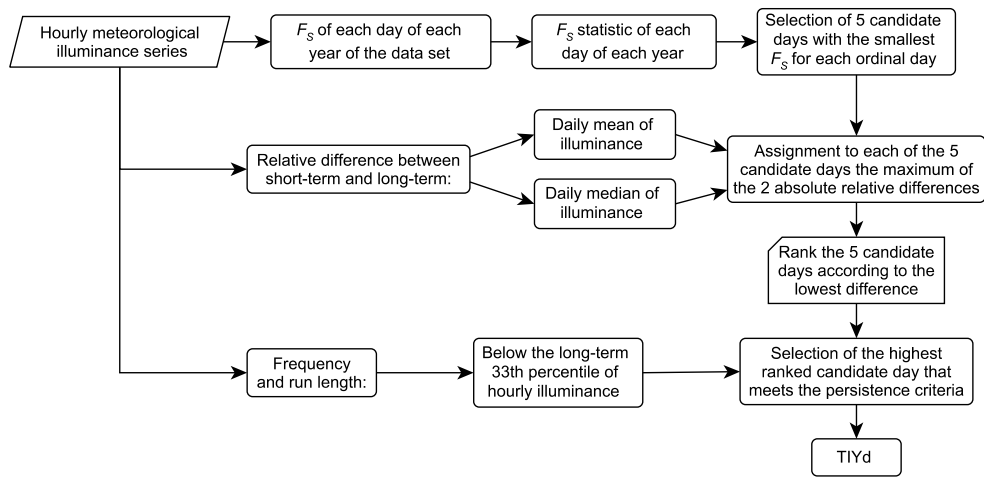 Hourly meteorological
illuminance series
F_S of each day of each
year of the data set
F_S statistic of each
day of each year
Selection of 5 candidate
days with the smallest
F_S for each ordinal day
Relative difference between
short-term and long-term:
Daily mean of
illuminance
Daily median of
illuminance
Assignment to each of the 5
candidate days the maximum of
the 2 absolute relative differences
Rank the 5 candidate
days according to the
lowest difference
Frequency
and run length:
Below the long-term
33th percentile of
hourly illuminance
Selection of the highest
ranked candidate day that
meets the persistence criteria
TIYd